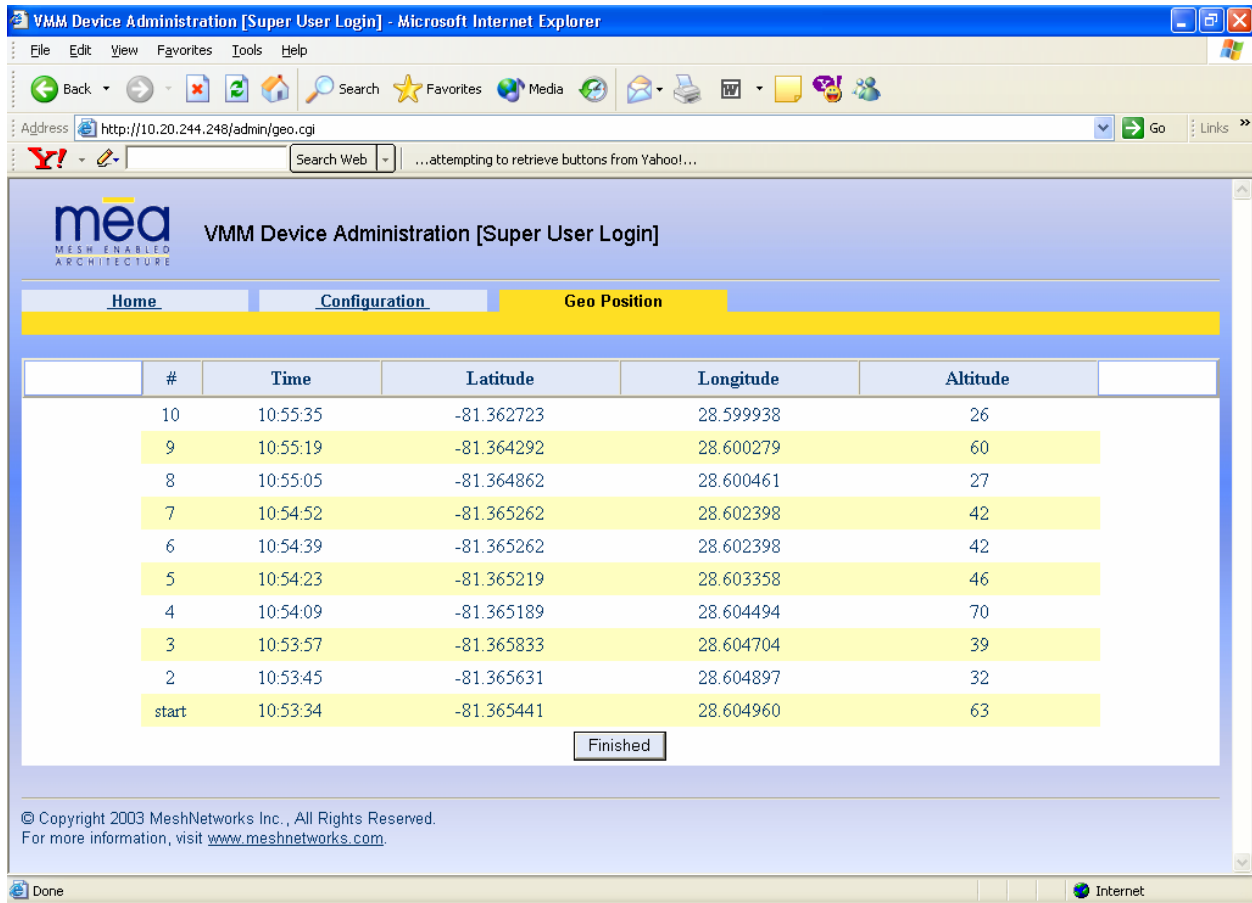 VMM Device Administration [Super User Login] - Microsoft Internet Explorer
File Edit View Favorites Tools Help
Back Search Favorites Media
Address http://10.20.244.248/admin/geo.cgi Go Links »
Y! Search Web ...attempting to retrieve buttons from Yahoo!...
mea
MESH ENABLED
ARCHITECTURE
VMM Device Administration [Super User Login]
Home Configuration Geo Position
# Time Latitude Longitude Altitude
10 10:55:35 -81.362723 28.599938 26
9 10:55:19 -81.364292 28.600279 60
8 10:55:05 -81.364862 28.600461 27
7 10:54:52 -81.365262 28.602398 42
6 10:54:39 -81.365262 28.602398 42
5 10:54:23 -81.365219 28.603358 46
4 10:54:09 -81.365189 28.604494 70
3 10:53:57 -81.365833 28.604704 39
2 10:53:45 -81.365631 28.604897 32
start 10:53:34 -81.365441 28.604960 63
Finished
© Copyright 2003 MeshNetworks Inc., All Rights Reserved.
For more information, visit www.meshnetworks.com.
Done Internet